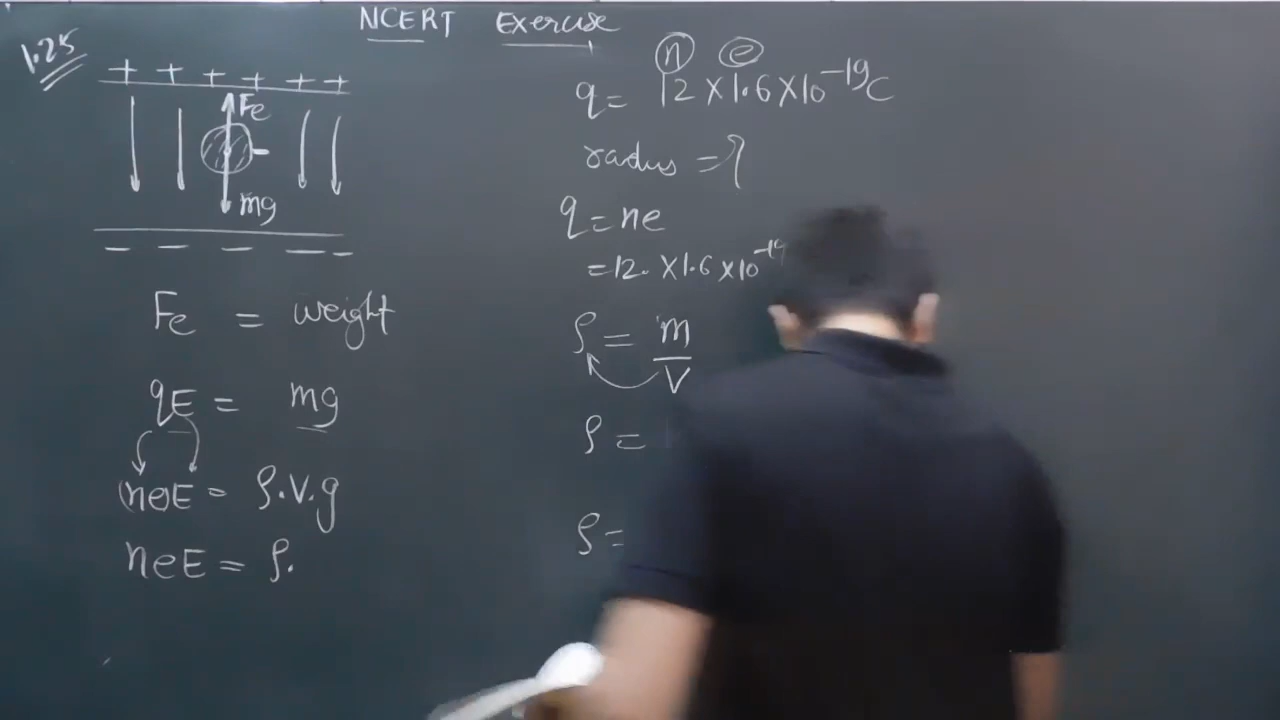 NCERT Exercise
1.25
+ + + + + +
Fe
mg
- - - - -
Fe = weight
qE = mg
neE = ρ.V.g
neE = ρ.
n e
q = 12 × 1.6 × 10⁻¹⁹ C
radius = ?
q = ne
= 12. × 1.6 × 10⁻¹⁹
ρ = m/V
ρ =
ρ =